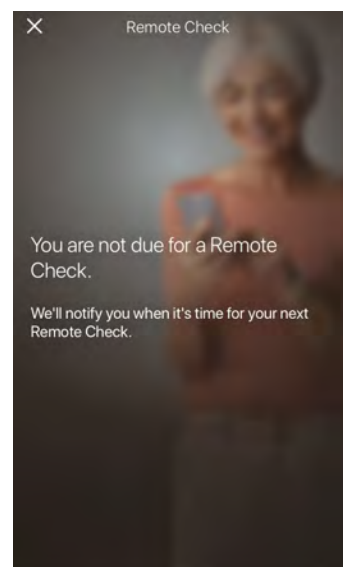 Remote Check
You are not due for a Remote
Check.
We'll notify you when it's time for your next
Remote Check.